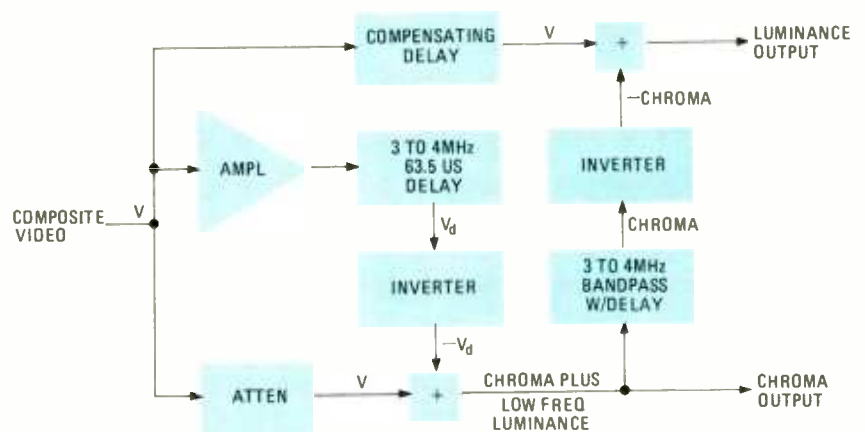 COMPENSATING
DELAY
V
+
LUMINANCE
OUTPUT
–CHROMA
AMPL
3 TO 4MHz
63.5 US
DELAY
INVERTER
COMPOSITE
VIDEO
V
Vd
CHROMA
INVERTER
3 TO 4MHz
BANDPASS
W/DELAY
–Vd
ATTEN
V
+
CHROMA PLUS
LOW FREQ
LUMINANCE
CHROMA
OUTPUT